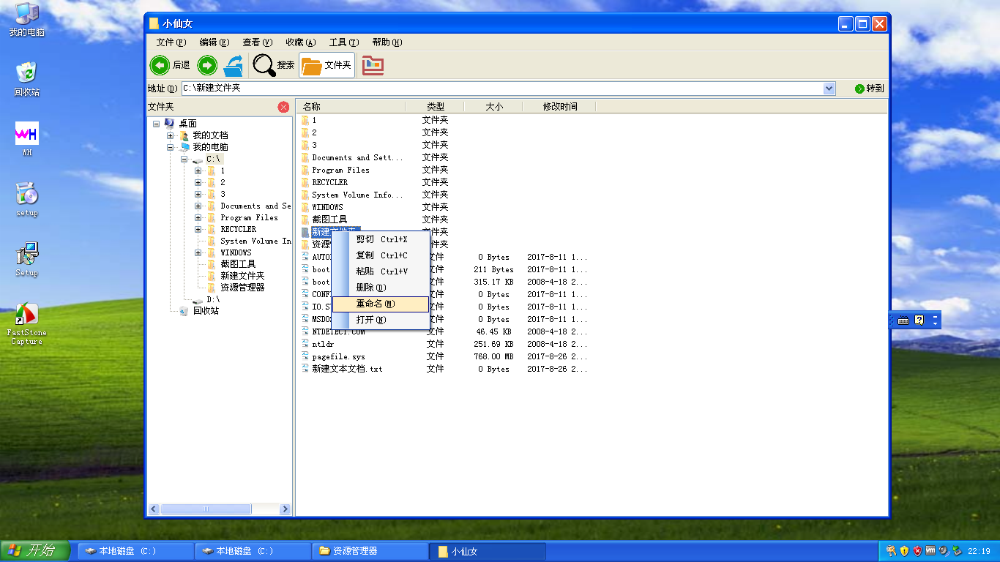 我的电脑
回收站
WH
setup
Setup
FastStone
Capture
小仙女
文件(F) 编辑(E) 查看(V) 收藏(A) 工具(T) 帮助(H)
后退 搜索 文件夹
地址(D) C:\新建文件夹 转到
文件夹
桌面
我的文档
我的电脑
C:\
1
2
3
Documents and Se
Program Files
RECYCLER
System Volume In
WINDOWS
截图工具
新建文件夹
资源管理器
D:\
回收站
名称 类型 大小 修改时间
1 文件夹
2 文件夹
3 文件夹
Documents and Sett... 文件夹
Program Files 文件夹
RECYCLER 文件夹
System Volume Info... 文件夹
WINDOWS 文件夹
截图工具 文件夹
新建文件夹 文件夹
资源 件夹
AUTO 文件 0 Bytes 2017-8-11 1...
boot 文件 211 Bytes 2017-8-11 1...
boot 文件 315.17 KB 2008-4-18 2...
CONF 文件 0 Bytes 2017-8-11 1...
IO.S 文件 0 Bytes 2017-8-11 1...
MSDO 文件 0 Bytes 2017-8-11 1...
NTDETECT.COM 文件 46.45 KB 2008-4-18 2...
ntldr 文件 251.69 KB 2008-4-18 2...
pagefile.sys 文件 768.00 MB 2017-8-26 2...
新建文本文档.txt 文件 0 Bytes 2017-8-26 2...
剪切 Ctrl+X
复制 Ctrl+C
粘贴 Ctrl+V
删除(D)
重命名(M)
打开(N)
开始 本地磁盘 (C:) 本地磁盘 (C:) 资源管理器 小仙女 22:19